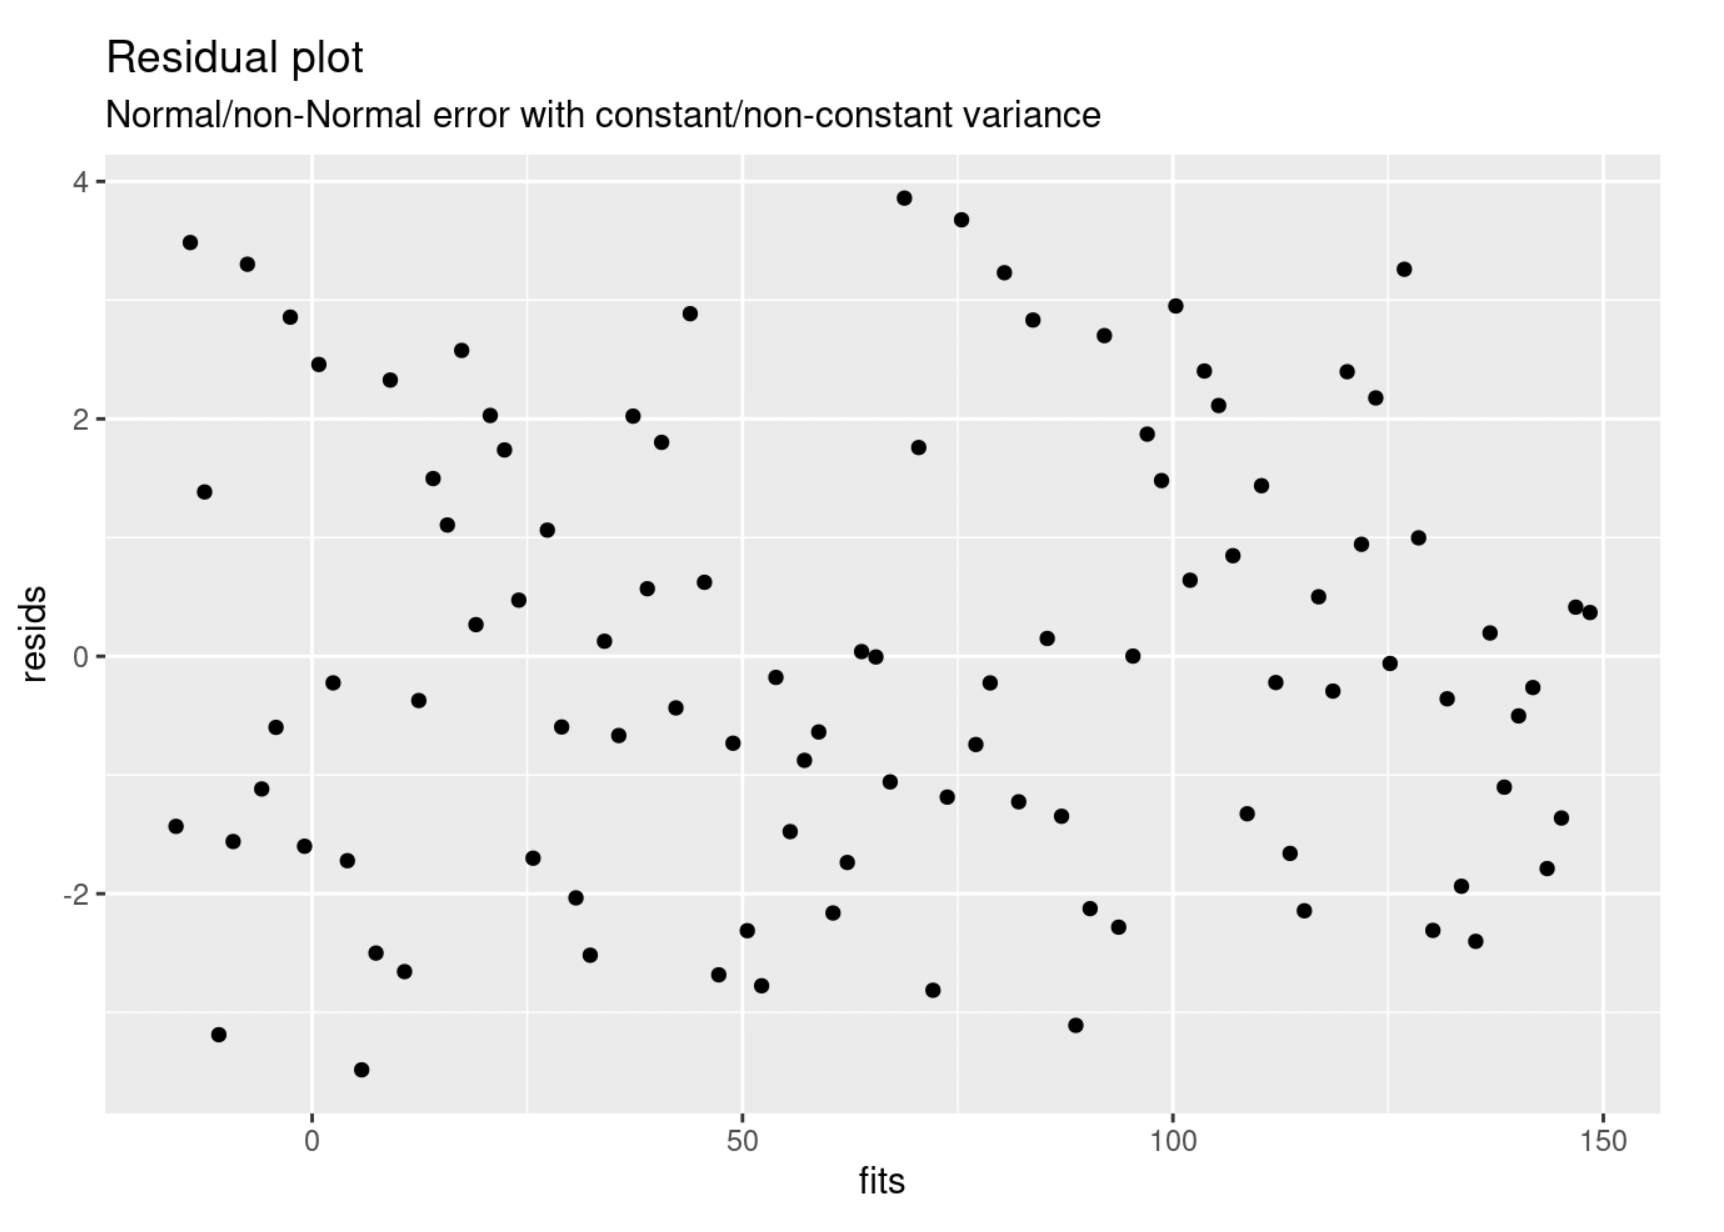 Residual plot
Normal/non-Normal error with constant/non-constant variance
4
2
0
-2
resids
0 50 100 150
fits